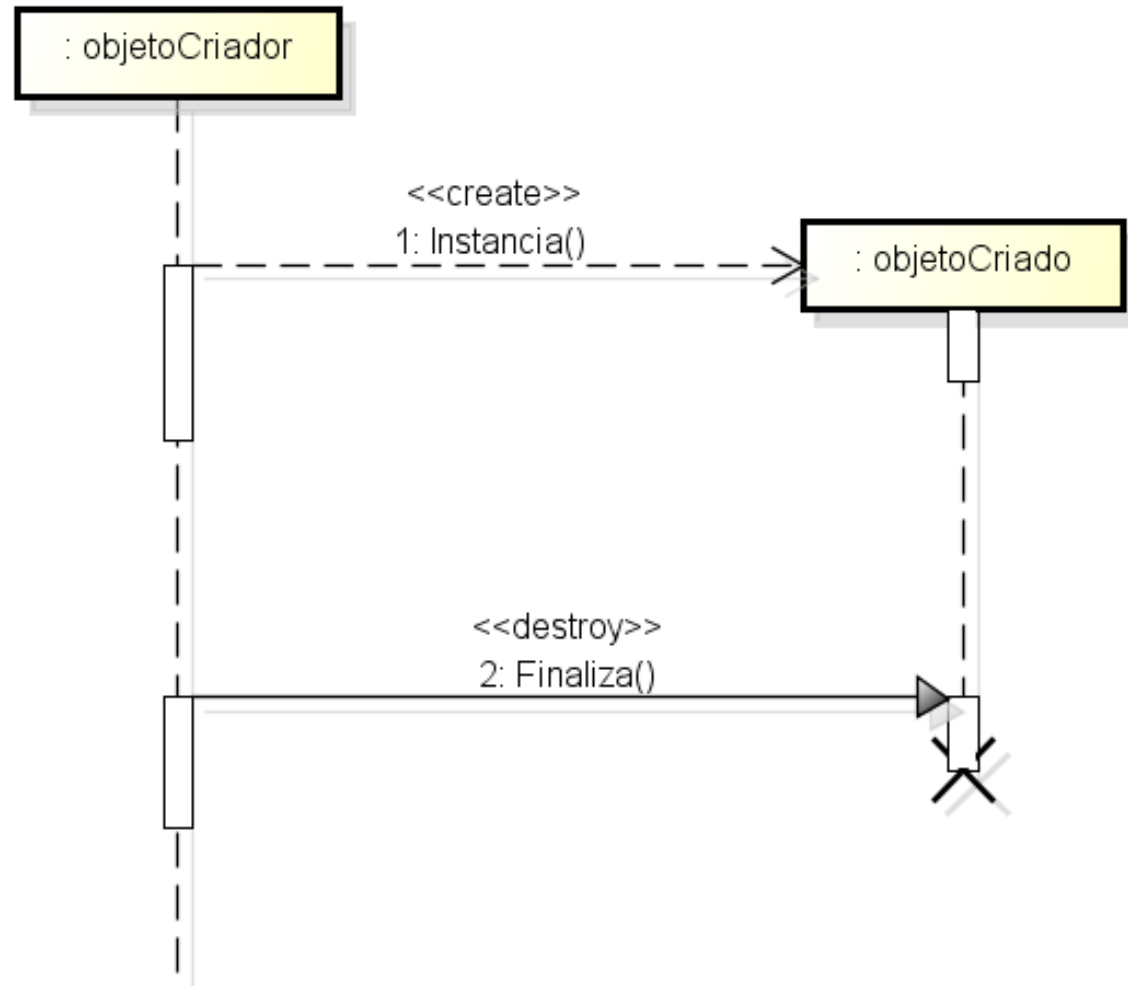 : objetoCriador
<<create>>
1: Instancia()
: objetoCriado
<<destroy>>
2: Finaliza()